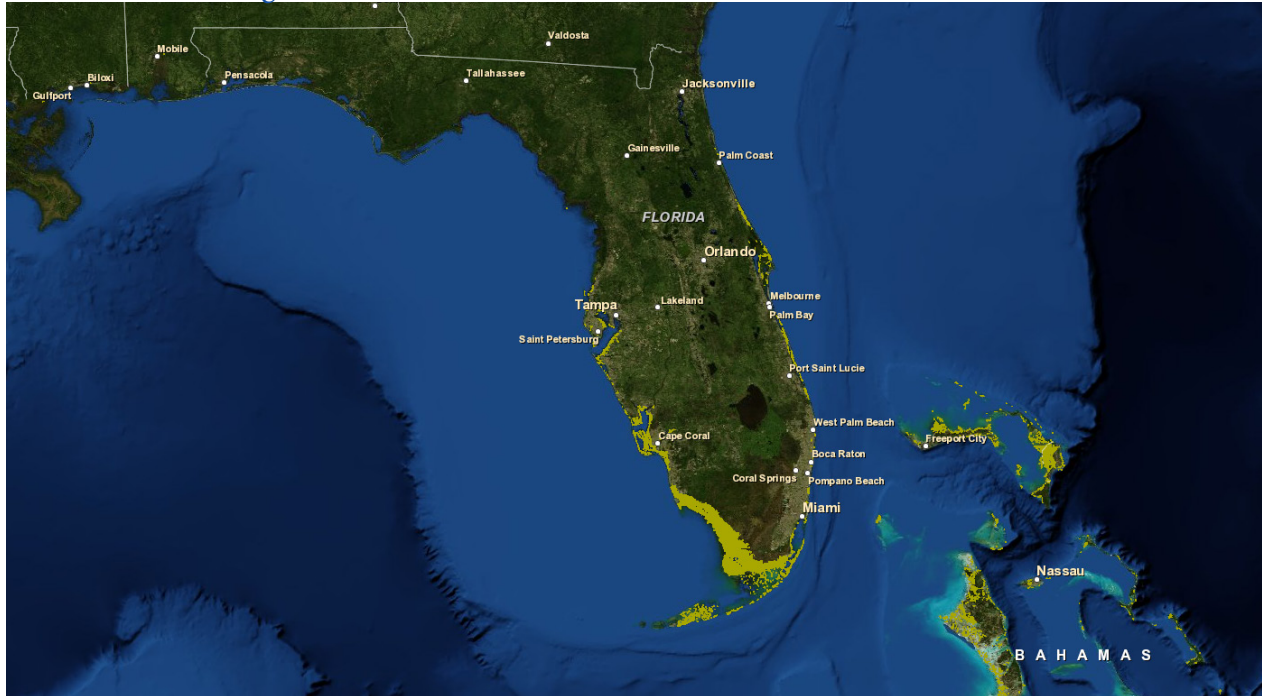 Valdosta
Mobile
Tallahassee
Pensacola
Biloxi
Gulfport
Jacksonville
Gainesville
Palm Coast
FLORIDA
Orlando
Melbourne
Lakeland
Tampa
Palm Bay
Saint Petersburg
Port Saint Lucie
West Palm Beach
Cape Coral
Freeport City
Boca Raton
Coral Springs
Pompano Beach
Miami
Nassau
BAHAMAS